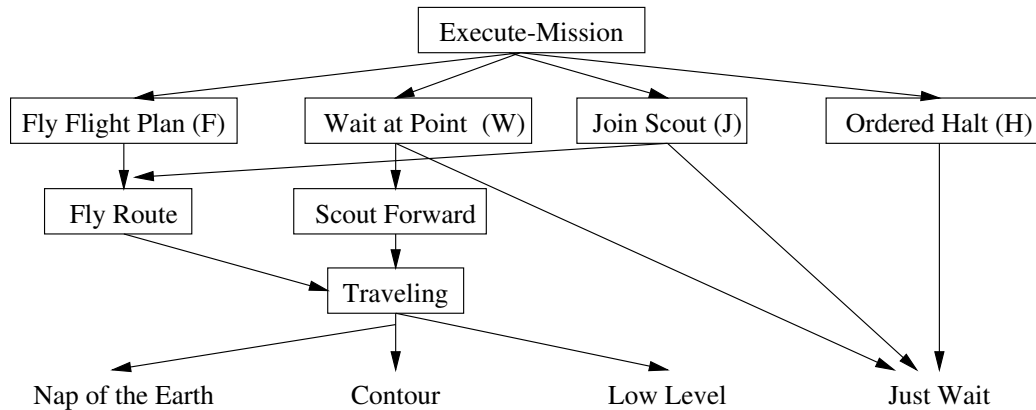 Execute-Mission
Fly Flight Plan (F)
Wait at Point (W)
Join Scout (J)
Ordered Halt (H)
Fly Route
Scout Forward
Traveling
Nap of the Earth
Contour
Low Level
Just Wait